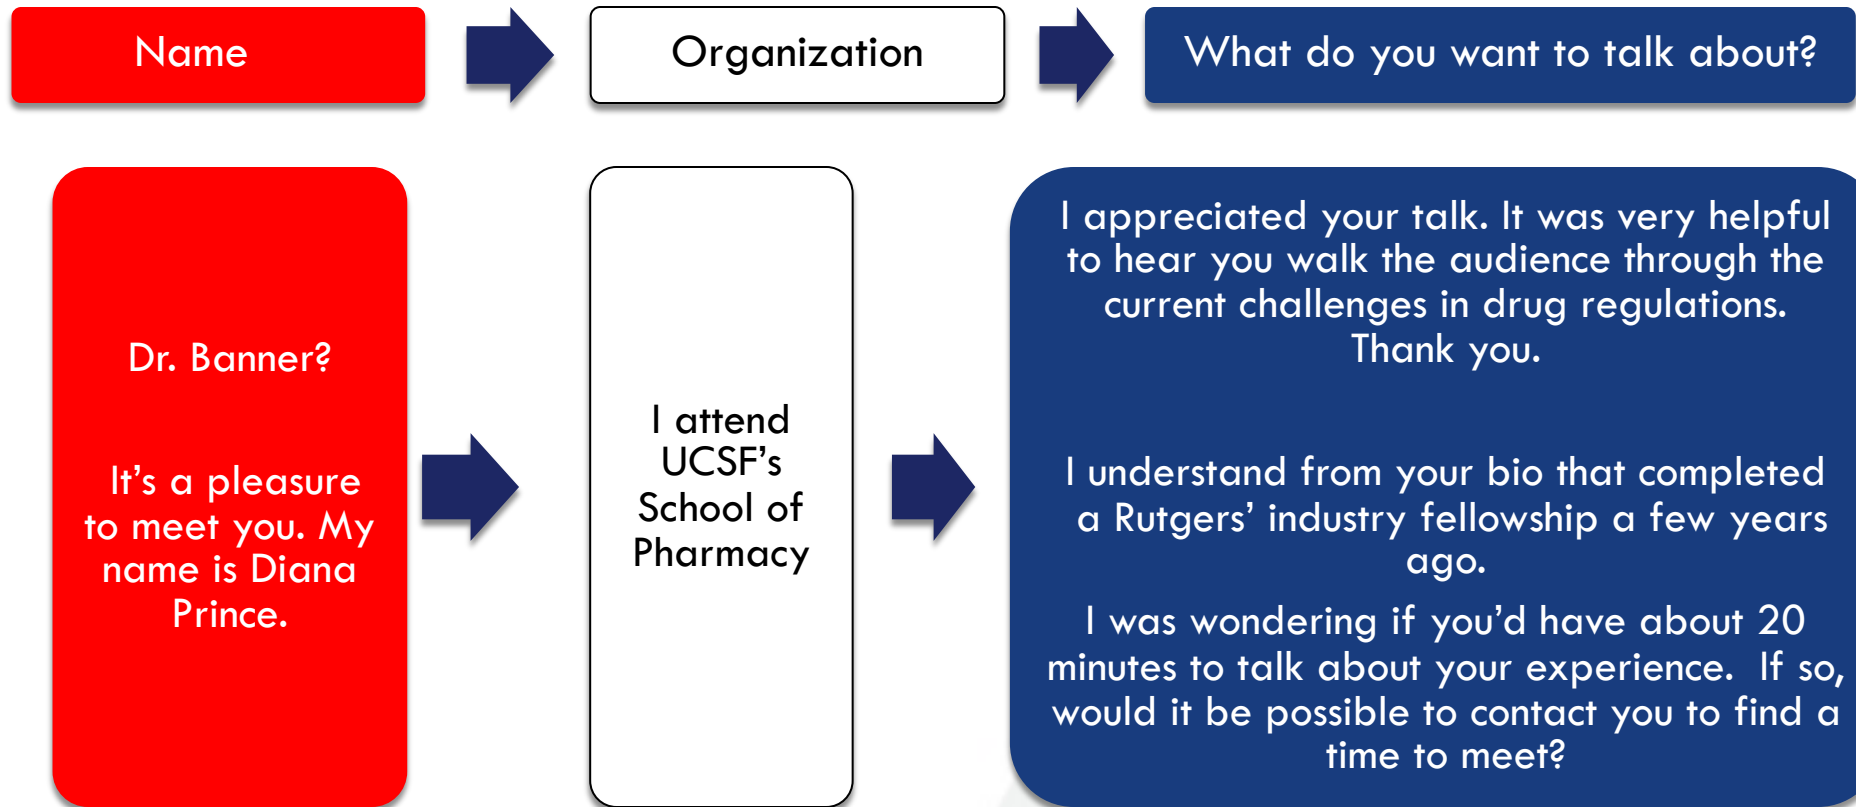 Name
Organization
What do you want to talk about?
Dr. Banner?
It’s a pleasure
to meet you. My
name is Diana
Prince.
I attend
UCSF’s
School of
Pharmacy
I appreciated your talk. It was very helpful
to hear you walk the audience through the
current challenges in drug regulations.
Thank you.
I understand from your bio that completed
a Rutgers’ industry fellowship a few years
ago.
I was wondering if you’d have about 20
minutes to talk about your experience. If so,
would it be possible to contact you to find a
time to meet?